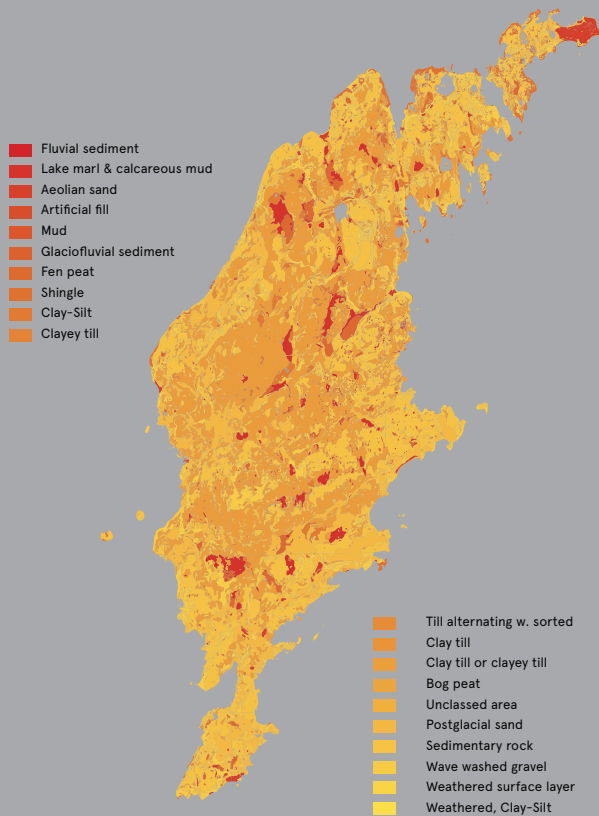 Fluvial sediment
Lake marl & calcareous mud
Aeolian sand
Artificial fill
Mud
Glaciofluvial sediment
Fen peat
Shingle
Clay-Silt
Clayey till
Till alternating w. sorted
Clay till
Clay till or clayey till
Bog peat
Unclassed area
Postglacial sand
Sedimentary rock
Wave washed gravel
Weathered surface layer
Weathered, Clay-Silt